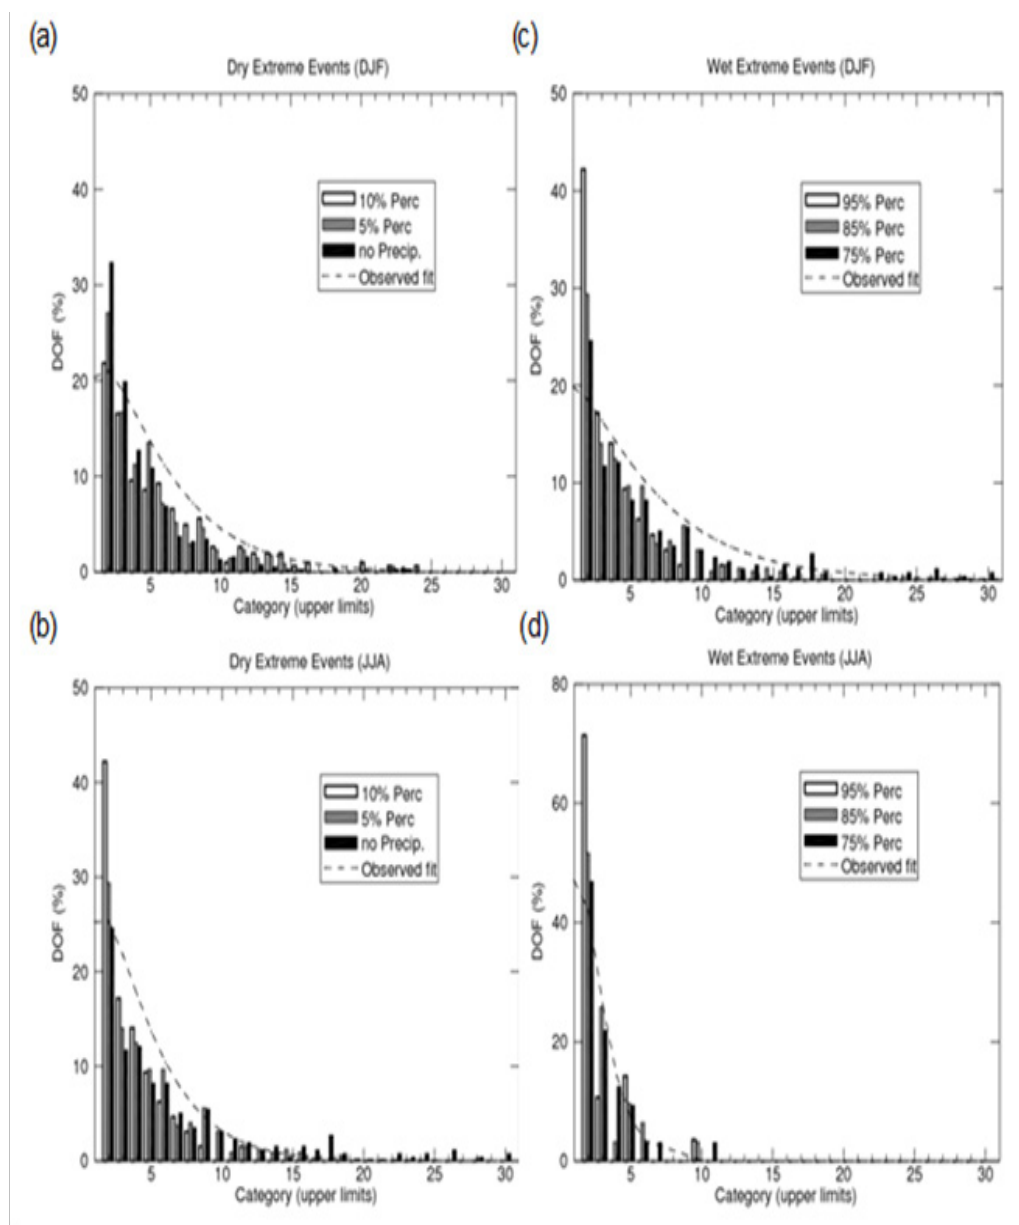 (a)
Dry Extreme Events (DJF)
50
40
30
20
10
0
DOF (%)
10% Perc
5% Perc
no Precip.
Observed fit
5 10 15 20 25 30
Category (upper limits)
(c)
Wet Extreme Events (DJF)
50
40
30
20
10
0
DOF (%)
95% Perc
85% Perc
75% Perc
Observed fit
5 10 15 20 25 30
Category (upper limits)
(b)
Dry Extreme Events (JJA)
50
40
30
20
10
0
DOF (%)
10% Perc
5% Perc
no Precip.
Observed fit
5 10 15 20 25 30
Category (upper limits)
(d)
Wet Extreme Events (JJA)
80
60
40
20
0
DOF (%)
95% Perc
85% Perc
75% Perc
Observed fit
5 10 15 20 25 30
Category (upper limits)